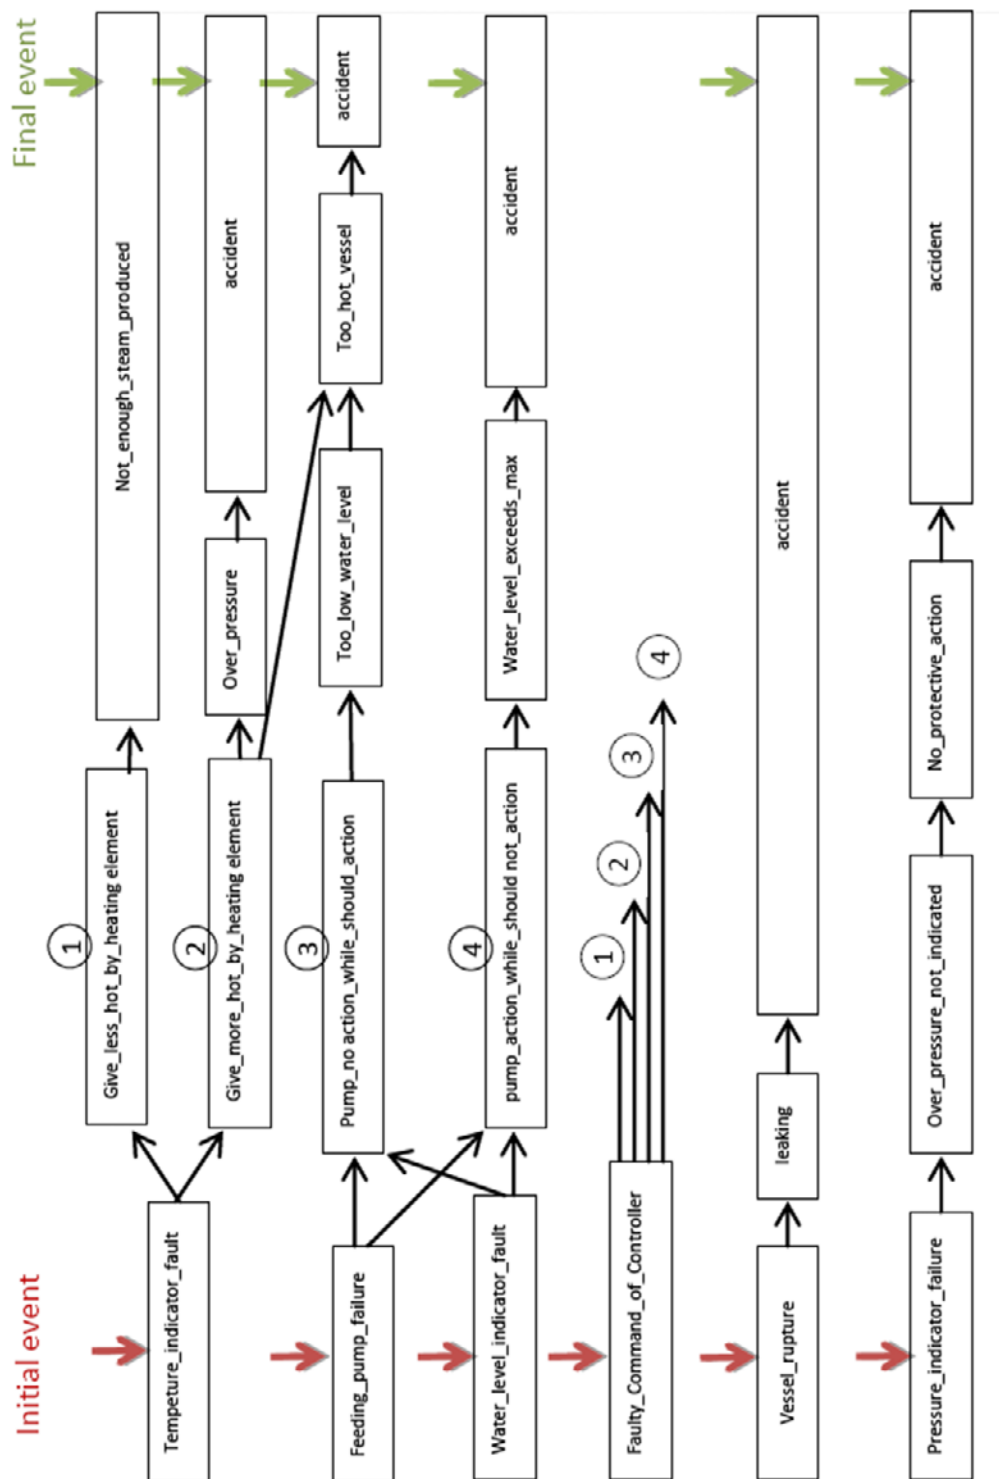 Initial event
Final event
Tempeture_indicator_fault
1
Give_less_hot_by_heating element
Not_enough_steam_produced
2
Give_more_hot_by_heating element
Over_pressure
accident
Feeding_pump_failure
3
Pump_no action_while_should_action
Too_low_water_level
Too_hot_vessel
accident
Water_level_indicator_fault
4
pump_action_while_should not_action
Water_level_exceeds_max
accident
Faulty_Command_of_Controller
1
2
3
4
Vessel_rupture
leaking
accident
Pressure_indicator_failure
Over_pressure_not_indicated
No_protective_action
accident